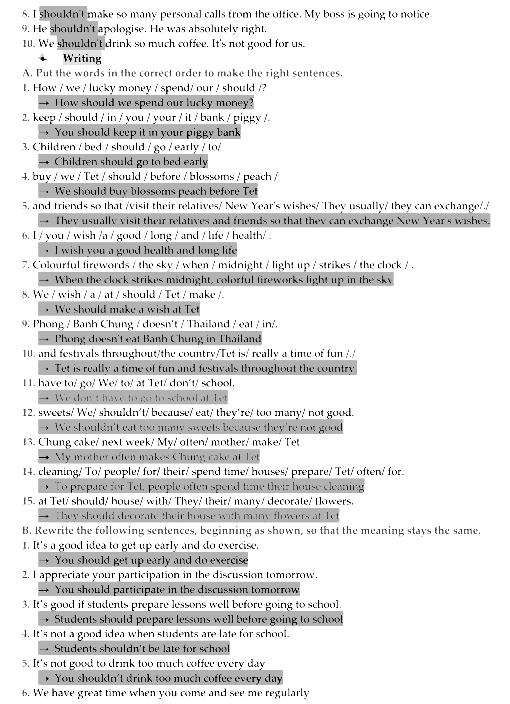 8. I shouldn't make so many personal calls from the office. My boss is going to notice.
9. He shouldn't apologise. He was absolutely right.
10. We shouldn't drink so much coffee. It's not good for us.
Writing
A. Put the words in the correct order to make the right sentences.
1. How / we / lucky money / spend/ our / should /?
→ How should we spend our lucky money?
2. keep / should / in / you / your / it / bank / piggy /.
→ You should keep it in your piggy bank
3. Children / bed / should / go / early / to/
→ Children should go to bed early
4. buy / we / Tet / should / before / blossoms / peach /
→ We should buy blossoms peach before Tet
5. and friends so that /visit their relatives/ New Year's wishes/ They usually/ they can exchange/./
→ They usually visit their relatives and friends so that they can exchange New Year's wishes.
6. I / you / wish /a / good / long / and / life / health/ .
→ I wish you a good health and long life
7. Colourful firewords / the sky / when / midnight / light up / strikes / the clock / .
→ When the clock strikes midnight, colorful fireworks light up in the sky
8. We / wish / a / at / should / Tet / make /.
→ We should make a wish at Tet
9. Phong / Banh Chung / doesn't / Thailand / eat / in/.
→ Phong doesn't eat Banh Chung in Thailand
10. and festivals throughout/the country/Tet is/ really a time of fun /./
→ Tet is really a time of fun and festivals throughout the country
11. have to/ go/ We/ to/ at Tet/ don't/ school.
→ We don't have to go to school at Tet
12. sweets/ We/ shouldn't/ because/ eat/ they're/ too many/ not good.
→ We shouldn't eat too many sweets because they're not good
13. Chung cake/ next week/ My/ often/ mother/ make/ Tet
→ My mother often makes Chung cake at Tet
14. cleaning/ To/ people/ for/ their/ spend time/ houses/ prepare/ Tet/ often/ for.
→ To prepare for Tet, people often spend time their house cleaning
15. at Tet/ should/ house/ with/ They/ their/ many/ decorate/ flowers.
→ They should decorate their house with many flowers at Tet
B. Rewrite the following sentences, beginning as shown, so that the meaning stays the same.
1. It's a good idea to get up early and do exercise.
→ You should get up early and do exercise
2. I appreciate your participation in the discussion tomorrow.
→ You should participate in the discussion tomorrow
3. It's good if students prepare lessons well before going to school.
→ Students should prepare lessons well before going to school
4. It's not a good idea when students are late for school.
→ Students shouldn't be late for school
5. It's not good to drink too much coffee every day
→ You shouldn't drink too much coffee every day
6. We have great time when you come and see me regularly